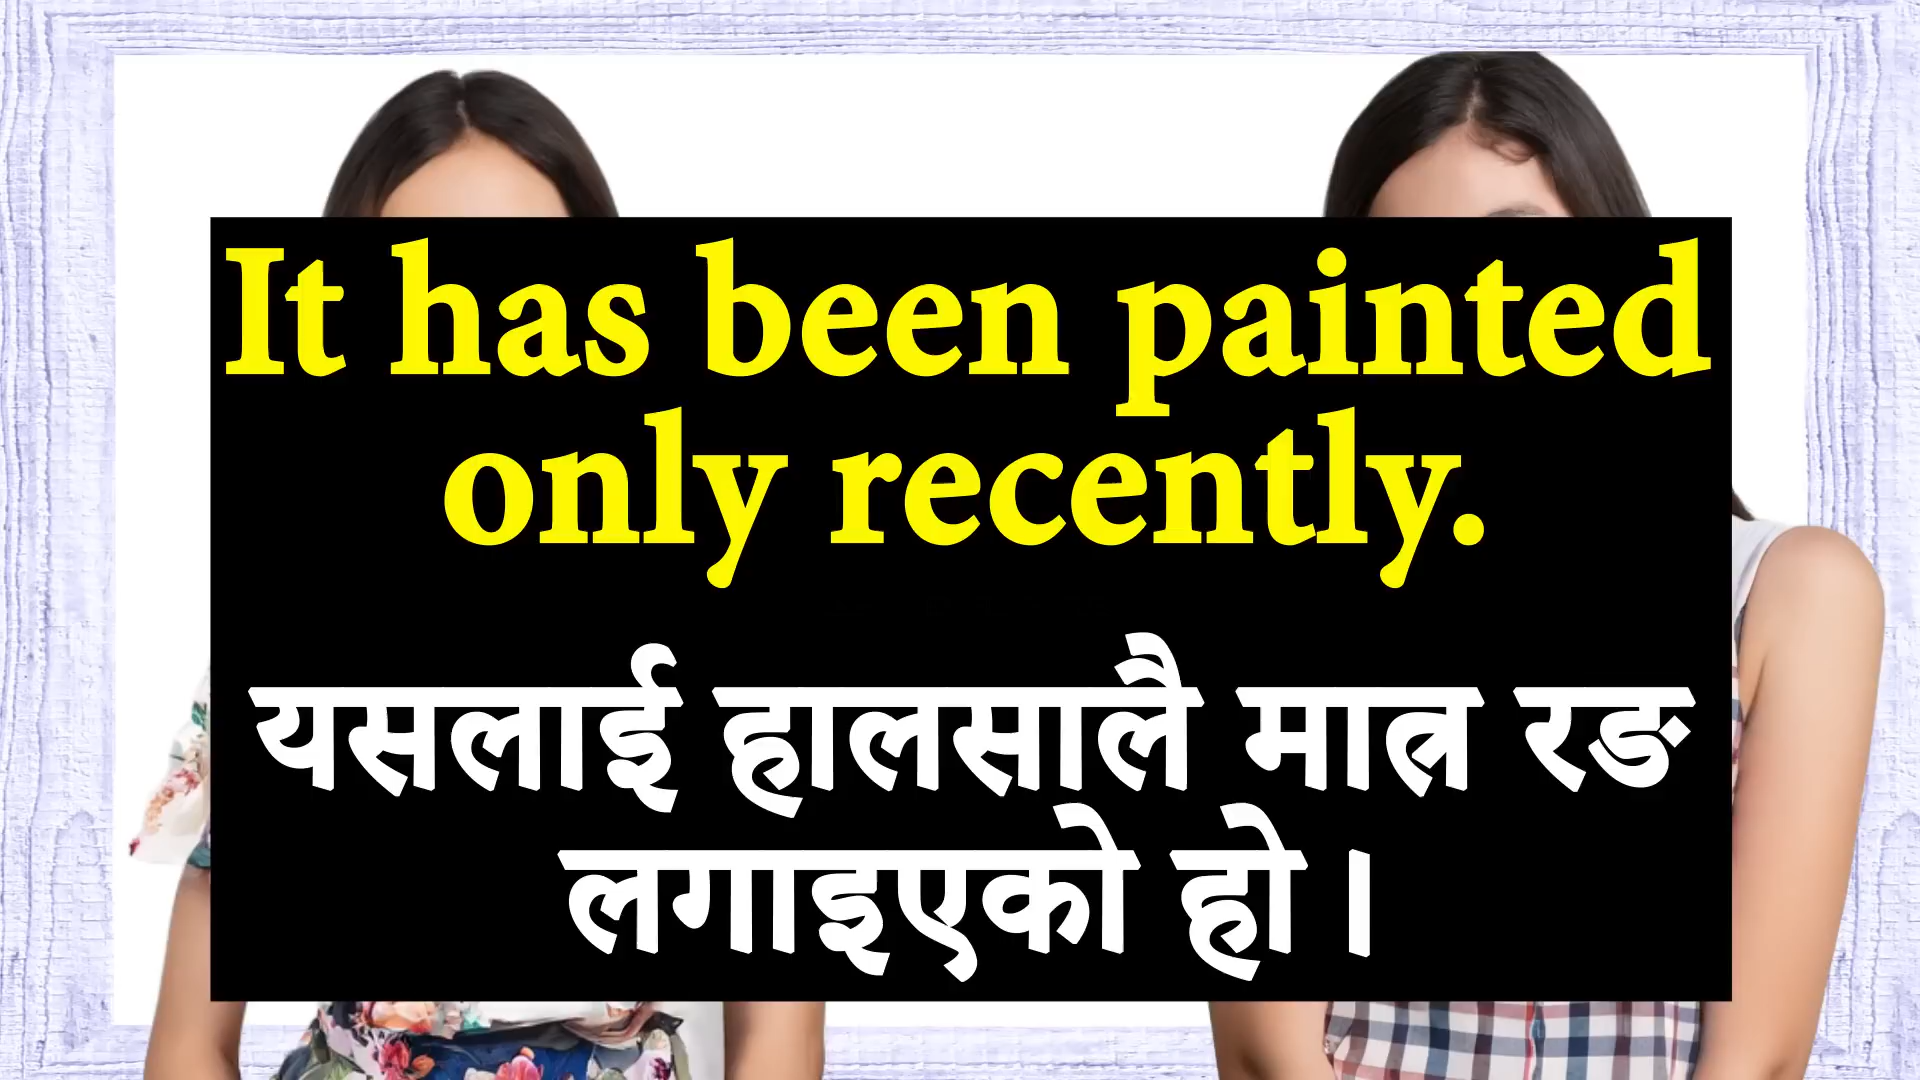 It has been painted
only recently.
यसलाई हालसालै मात्र रङ
लगाइएको हो ।